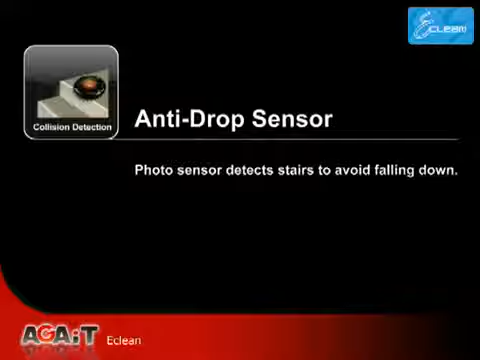 Eclean
Collision Detection
Anti-Drop Sensor
Photo sensor detects stairs to avoid falling down.
AGAiT
Eclean